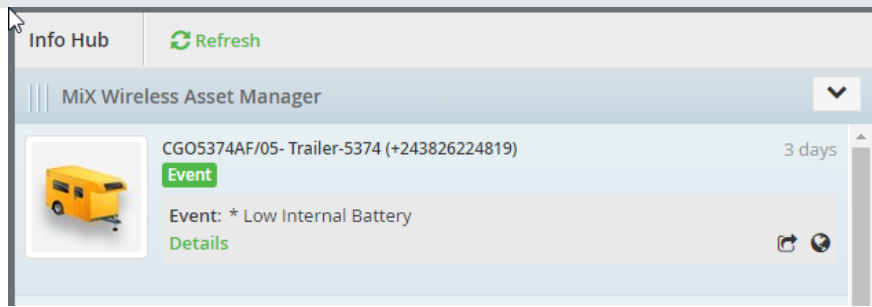 Info Hub
Refresh
MiX Wireless Asset Manager
CGO5374AF/05- Trailer-5374 (+243826224819)
3 days
Event
Event: * Low Internal Battery
Details